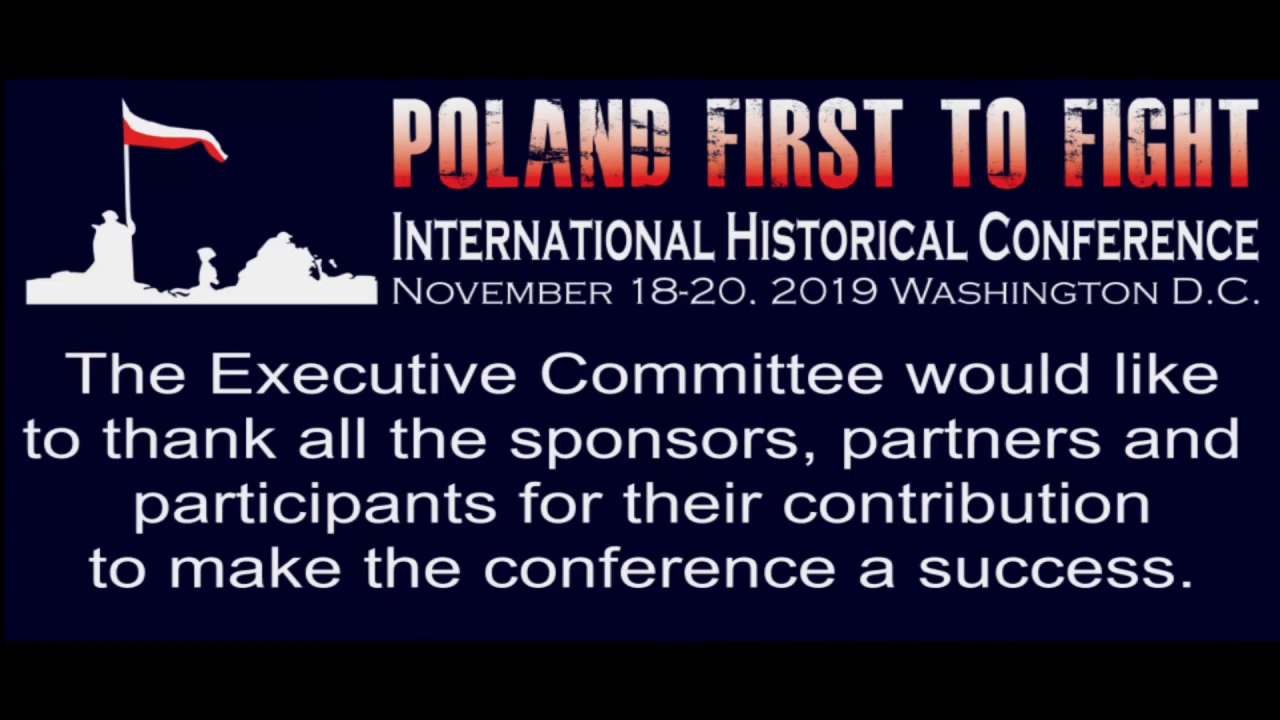 POLAND FIRST TO FIGHT
INTERNATIONAL HISTORICAL CONFERENCE
NOVEMBER 18-20. 2019 WASHINGTON D.C.
The Executive Committee would like
to thank all the sponsors, partners and
participants for their contribution
to make the conference a success.